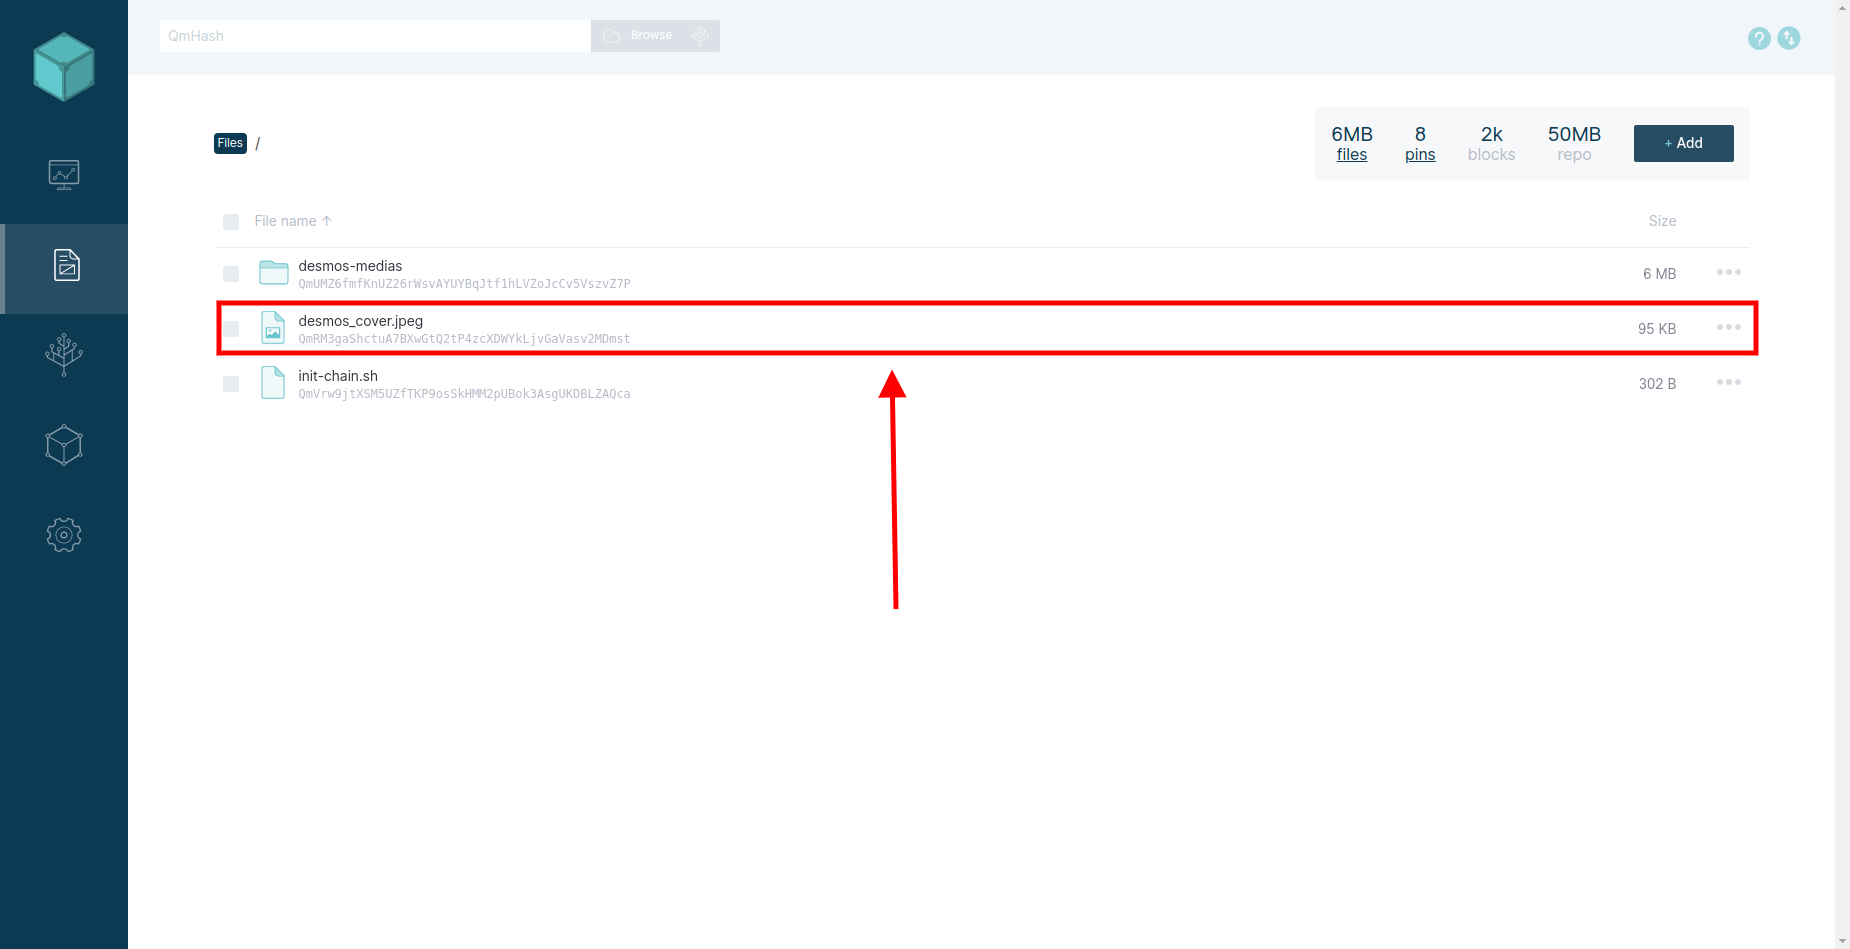 QmHash
Browse
Files /
6MB 8 2k 50MB
files pins blocks repo
+ Add
File name ↑ Size
desmos-medias
QmUMZ6fmfKnUZ26rWsvAYUYBqJtf1hLVZoJcCv5VszvZ7P
6 MB
desmos_cover.jpeg
QmRM3gaShctuA7BXwGtQ2tP4zcXDWYkLjvGaVasv2MDmst
95 KB
init-chain.sh
QmVrw9jtXSM5UZfTKP9osSkHMM2pUBok3AsgUKDBLZAQca
302 B